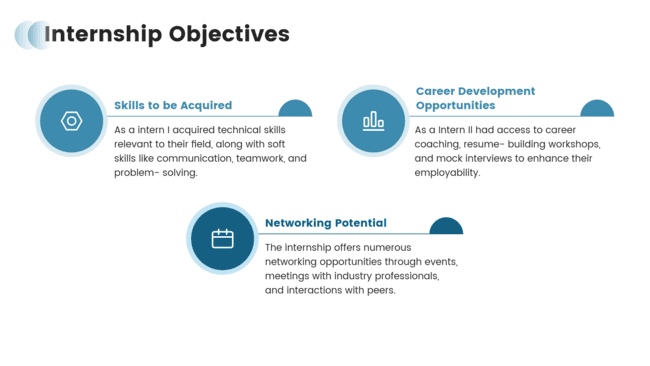 Internship Objectives
Skills to be Acquired
As a intern I acquired technical skills
relevant to their field, along with soft
skills like communication, teamwork, and
problem- solving.
Career Development
Opportunities
As a Intern II had access to career
coaching, resume- building workshops,
and mock interviews to enhance their
employability.
Networking Potential
The internship offers numerous
networking opportunities through events,
meetings with industry professionals,
and interactions with peers.